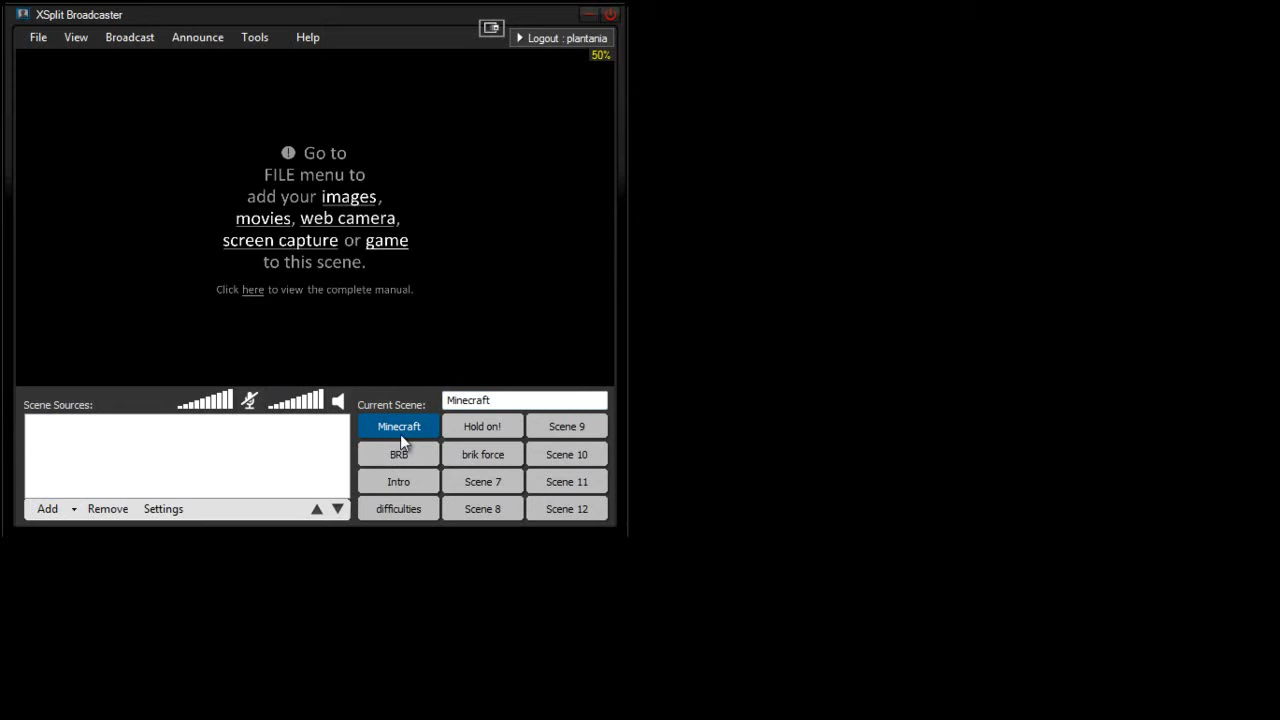 XSplit Broadcaster
File View Broadcast Announce Tools Help Logout : plantania
50%
Go to
FILE menu to
add your images,
movies, web camera,
screen capture or game
to this scene.
Click here to view the complete manual.
Scene Sources: Current Scene: Minecraft
Minecraft Hold on! Scene 9
BRB brik force Scene 10
Intro Scene 7 Scene 11
difficulties Scene 8 Scene 12
Add Remove Settings